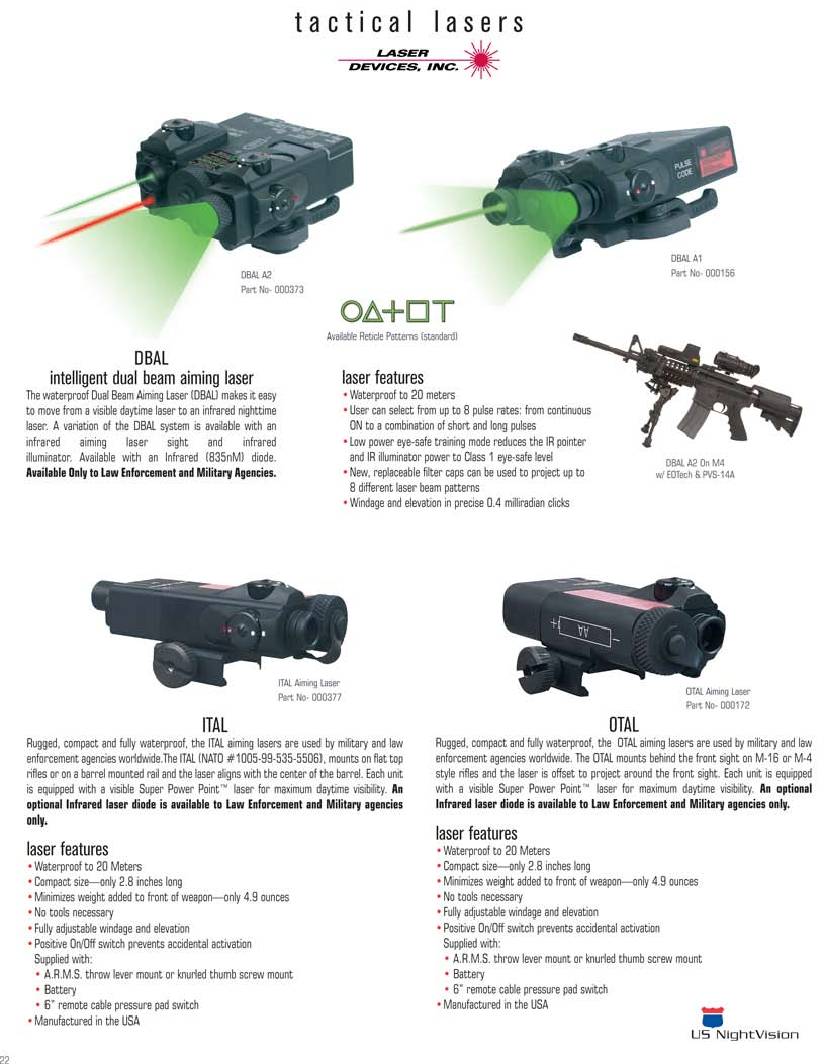 tactical lasers
LASER
DEVICES, INC.
PULSE
CODE
DBAL A2
Part No- 000373
DBAL A1
Part No- 000156
Available Reticle Patterns (standard)
DBAL
intelligent dual beam aiming laser
The waterproof Dual Beam Aiming Laser (DBAL) makes it easy
to move from a visible daytime laser to an infrared nighttime
laser. A variation of the DBAL system is available with an
infrared aiming laser sight and infrared
illuminator. Available with an Infrared (835nM) diode.
Available Only to Law Enforcement and Military Agencies.
laser features
• Waterproof to 20 meters
• User can select from up to 8 pulse rates: from continuous
ON to a combination of short and long pulses
• Low power eye-safe training mode reduces the IR pointer
and IR illuminator power to Class 1 eye-safe level
• New, replaceable filter caps can be used to project up to
8 different laser beam patterns
• Windage and elevation in precise 0.4 milliradian clicks
DBAL A2 On M4
w/ EOTech & PVS-14A
ITAL Aiming Laser
Part No- 000377
+ AA -
OTAL Aiming Laser
Part No- 000172
ITAL
Rugged, compact and fully waterproof, the ITAL aiming lasers are used by military and law
enforcement agencies worldwide.The ITAL (NATO #1005-99-535-5506), mounts on flat top
rifles or on a barrel mounted rail and the laser aligns with the center of the barrel. Each unit
is equipped with a visible Super Power Point™ laser for maximum daytime visibility. An
optional Infrared laser diode is available to Law Enforcement and Military agencies
only.
laser features
• Waterproof to 20 Meters
• Compact size—only 2.8 inches long
• Minimizes weight added to front of weapon—only 4.9 ounces
• No tools necessary
• Fully adjustable windage and elevation
• Positive On/Off switch prevents accidental activation
Supplied with:
• A.R.M.S. throw lever mount or knurled thumb screw mount
• Battery
• 6" remote cable pressure pad switch
• Manufactured in the USA
OTAL
Rugged, compact and fully waterproof, the OTAL aiming lasers are used by military and law
enforcement agencies worldwide. The OTAL mounts behind the front sight on M-16 or M-4
style rifles and the laser is offset to project around the front sight. Each unit is equipped
with a visible Super Power Point™ laser for maximum daytime visibility. An optional
Infrared laser diode is available to Law Enforcement and Military agencies only.
laser features
• Waterproof to 20 Meters
• Compact size—only 2.8 inches long
• Minimizes weight added to front of weapon—only 4.9 ounces
• No tools necessary
• Fully adjustable windage and elevation
• Positive On/Off switch prevents accidental activation
Supplied with:
• A.R.M.S. throw lever mount or knurled thumb screw mount
• Battery
• 6" remote cable pressure pad switch
• Manufactured in the USA
US NightVision
22